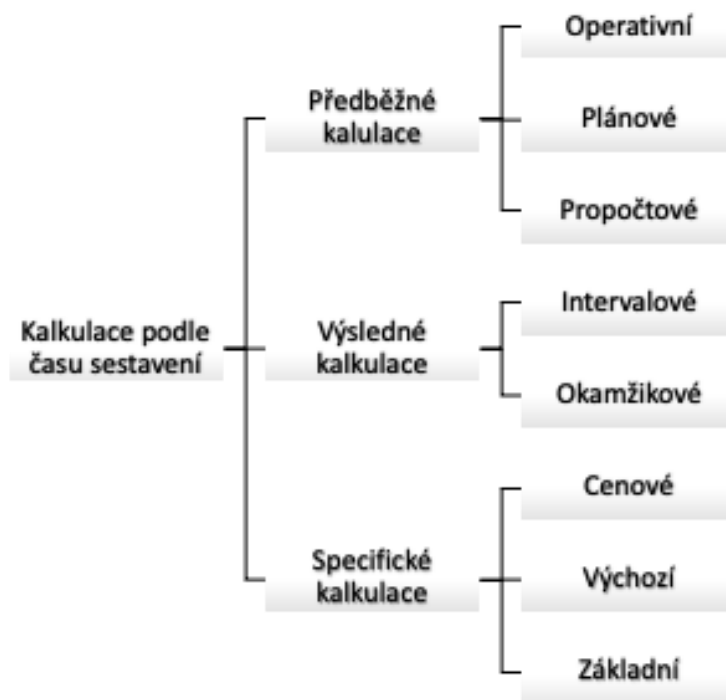 Kalkulace podle
času sestavení
Předběžné
kalulace
Operativní
Plánové
Propočtové
Výsledné
kalkulace
Intervalové
Okamžikové
Specifické
kalkulace
Cenové
Výchozí
Základní